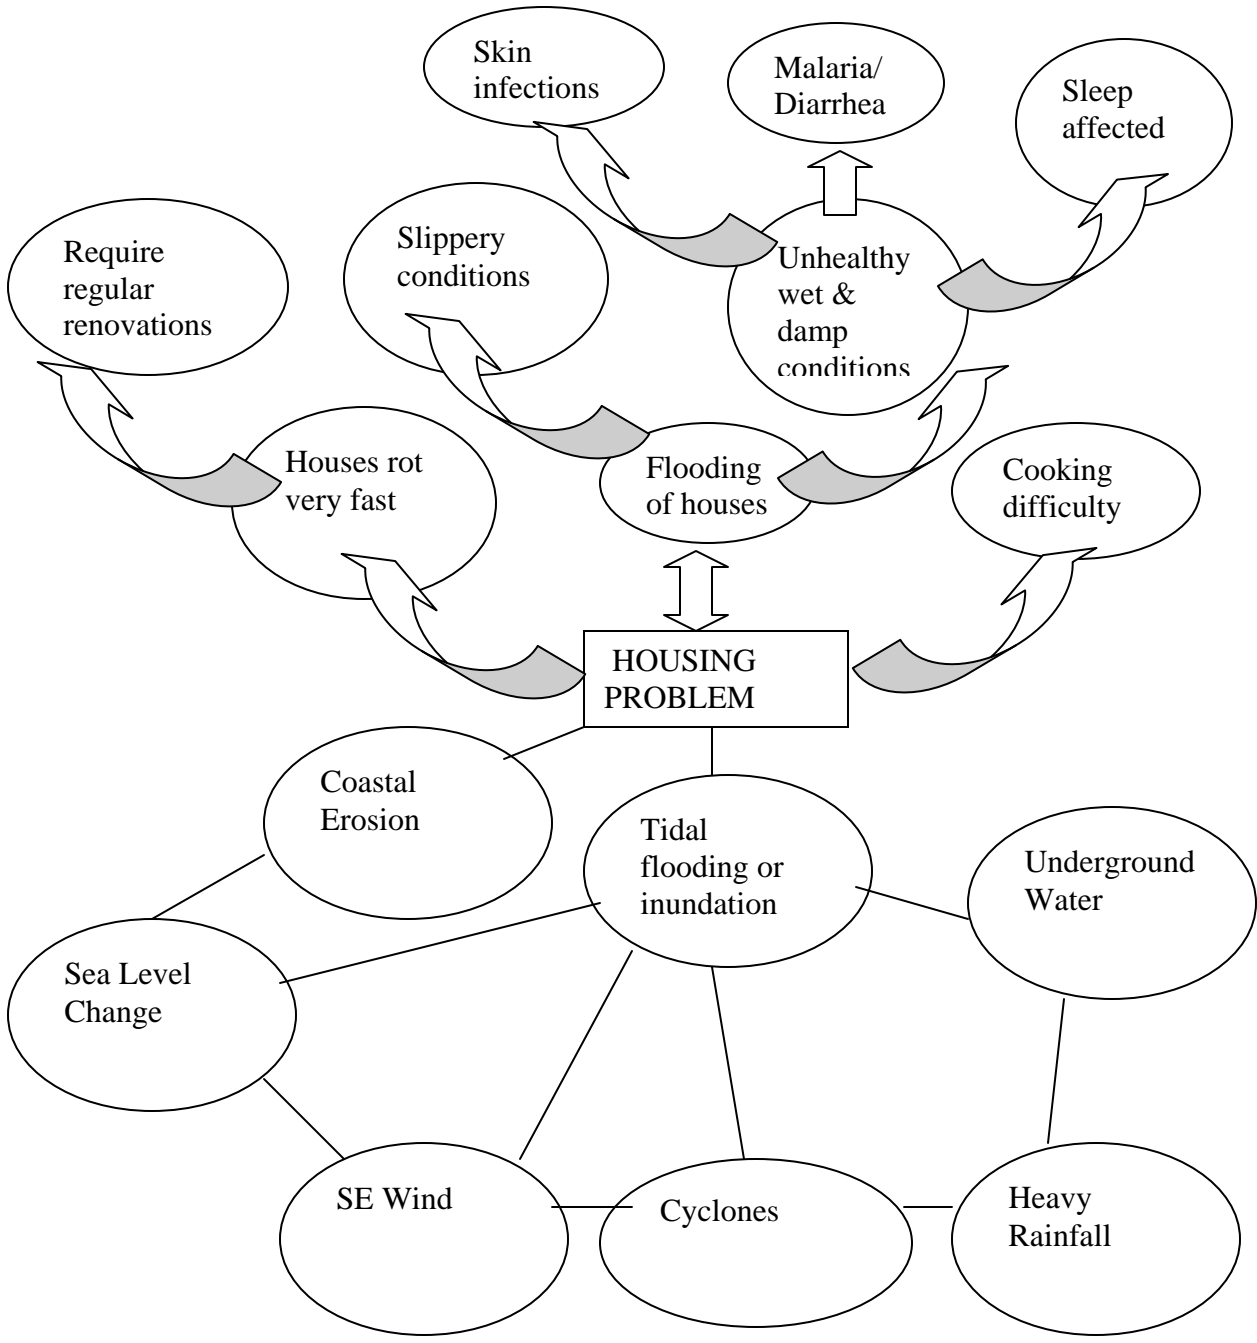 Skin
infections
Malaria/
Diarrhea
Sleep
affected
Require
regular
renovations
Slippery
conditions
Unhealthy
wet &
damp
conditions
Houses rot
very fast
Flooding
of houses
Cooking
difficulty
HOUSING
PROBLEM
Coastal
Erosion
Tidal
flooding or
inundation
Underground
Water
Sea Level
Change
SE Wind
Cyclones
Heavy
Rainfall